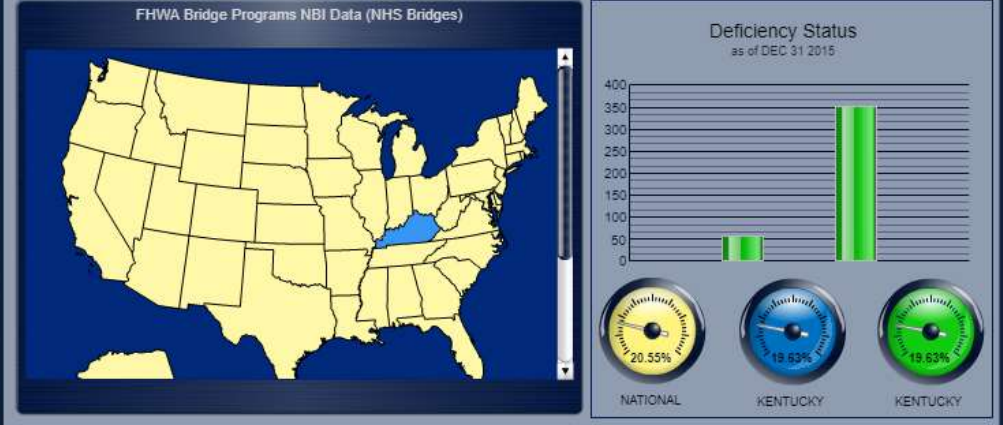 FHWA Bridge Programs NBI Data (NHS Bridges)
Deficiency Status
as of DEC 31 2015
400
350
300
250
200
150
100
50
0
20.55%
19.63%
19.63%
NATIONAL
KENTUCKY
KENTUCKY